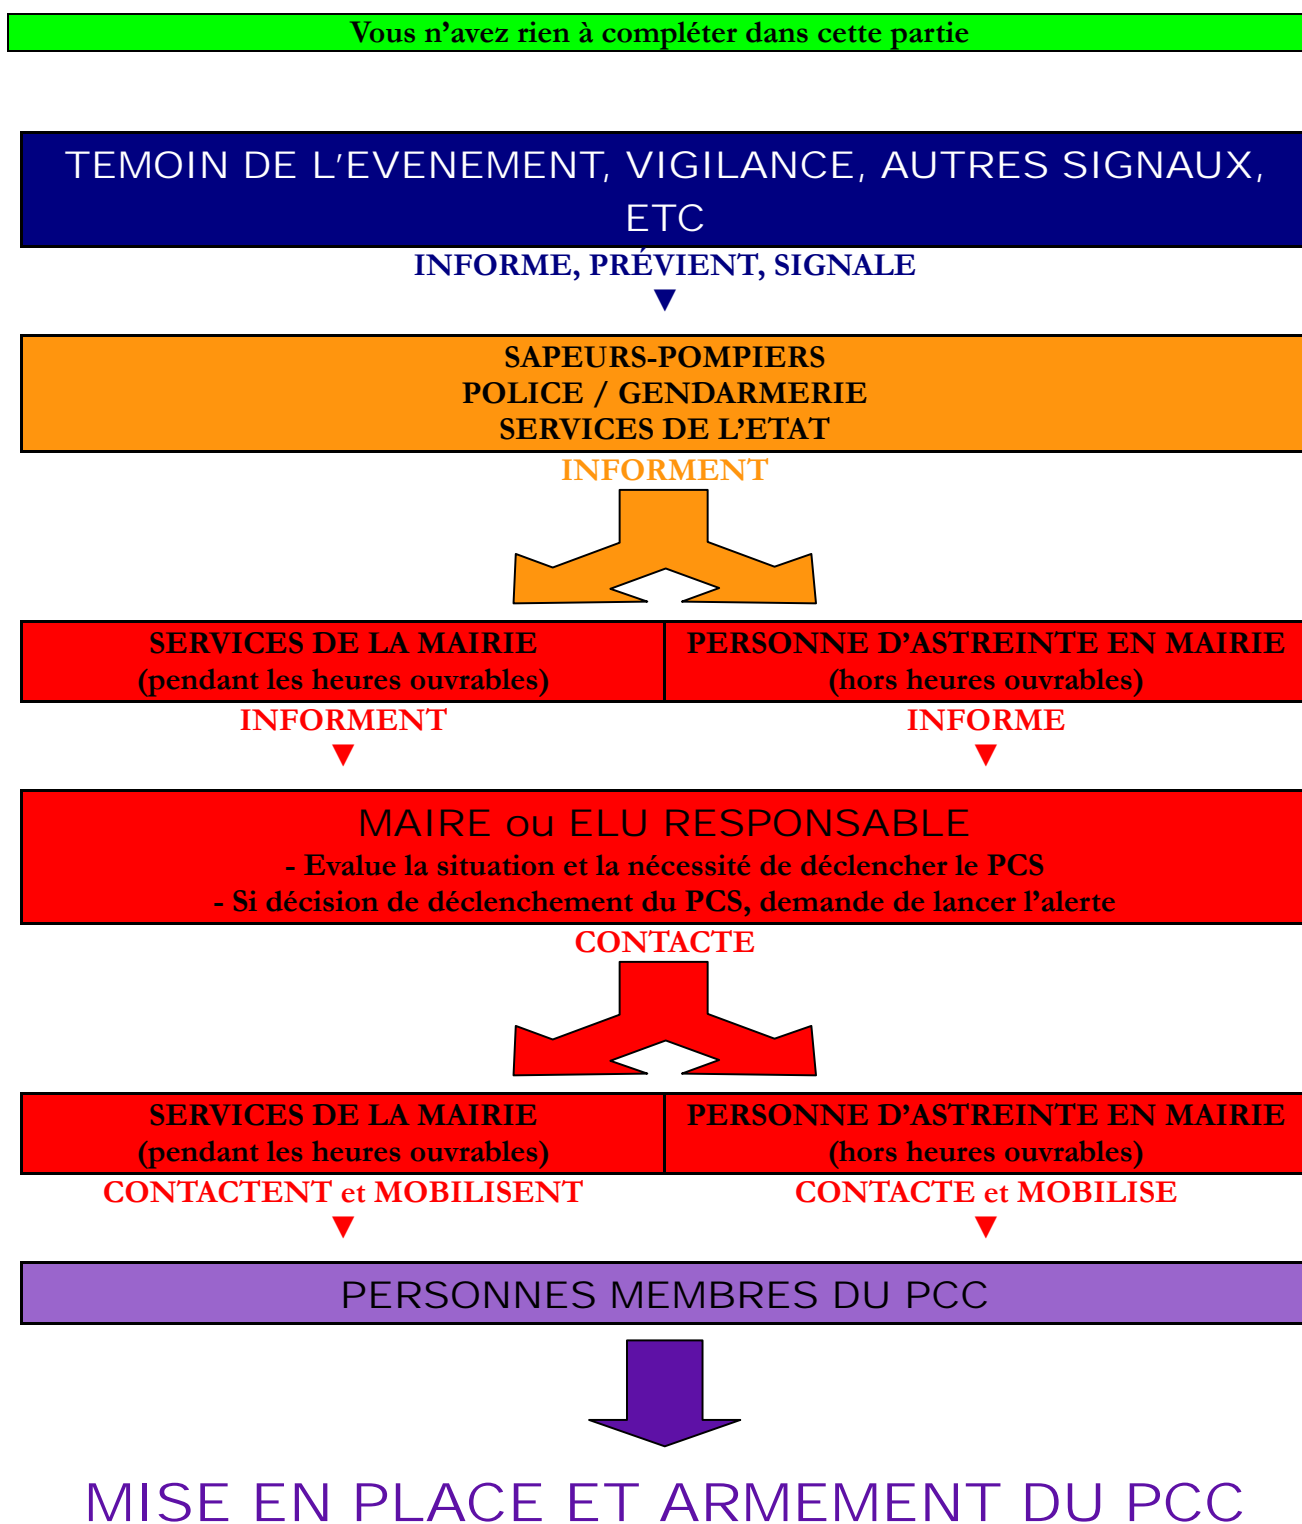 Vous n’avez rien à compléter dans cette partie
TEMOIN DE L’EVENEMENT, VIGILANCE, AUTRES SIGNAUX,
ETC
INFORME, PRÉVIENT, SIGNALE
▼
SAPEURS-POMPIERS
POLICE / GENDARMERIE
SERVICES DE L’ETAT
INFORMENT
SERVICES DE LA MAIRIE
(pendant les heures ouvrables)
PERSONNE D’ASTREINTE EN MAIRIE
(hors heures ouvrables)
INFORMENT
▼
INFORME
▼
MAIRE ou ELU RESPONSABLE
- Evalue la situation et la nécessité de déclencher le PCS
- Si décision de déclenchement du PCS, demande de lancer l’alerte
CONTACTE
SERVICES DE LA MAIRIE
(pendant les heures ouvrables)
PERSONNE D’ASTREINTE EN MAIRIE
(hors heures ouvrables)
CONTACTENT et MOBILISENT
▼
CONTACTE et MOBILISE
▼
PERSONNES MEMBRES DU PCC
MISE EN PLACE ET ARMEMENT DU PCC